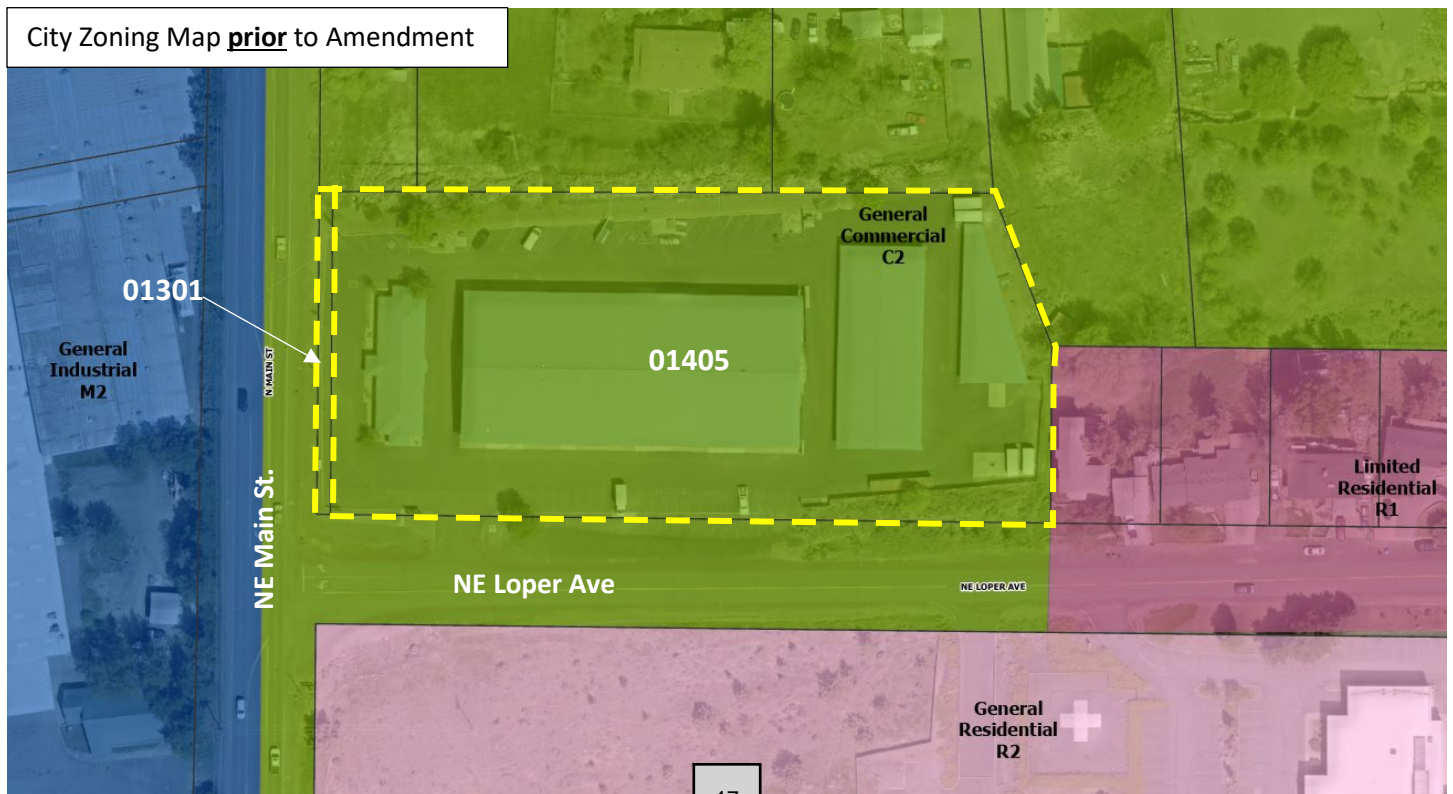 City Zoning Map prior to Amendment
General
Commercial
C2
01301
General
Industrial
M2
N MAIN ST
01405
Limited
Residential
R1
NE Main St.
NE Loper Ave
NE LOPER AVE
General
Residential
R2